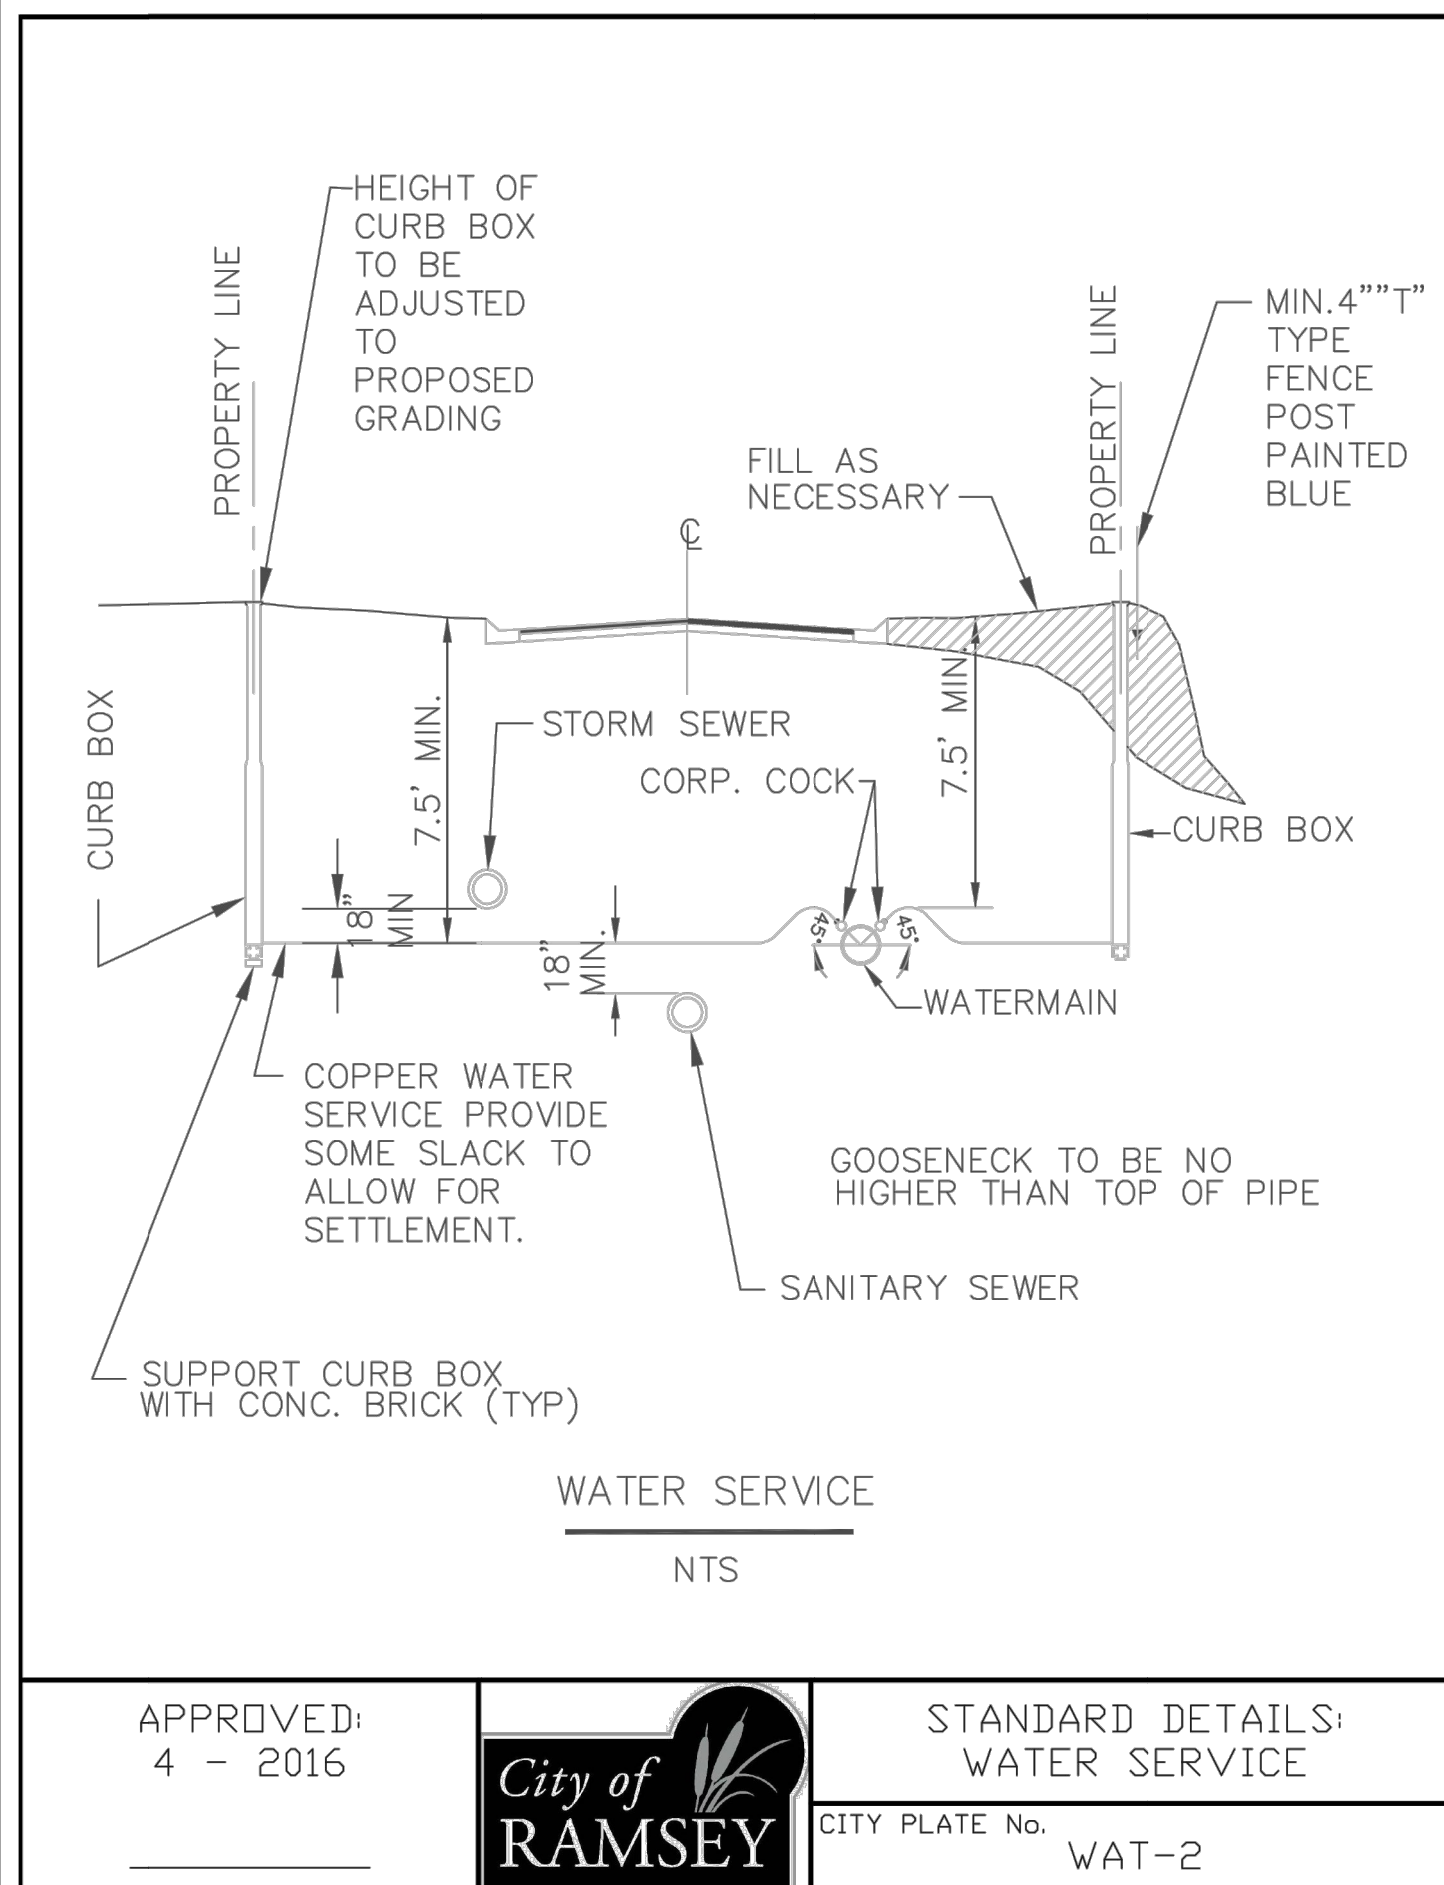 HEIGHT OF
CURB BOX
TO BE
ADJUSTED
TO
PROPOSED
GRADING
PROPERTY LINE
PROPERTY LINE
MIN.4""T"
TYPE
FENCE
POST
PAINTED
BLUE
FILL AS
NECESSARY
℄
CURB BOX
7.5' MIN.
STORM SEWER
CORP. COCK
7.5' MIN.
CURB BOX
18"
MIN
18"
MIN.
45°
45°
WATERMAIN
COPPER WATER
SERVICE PROVIDE
SOME SLACK TO
ALLOW FOR
SETTLEMENT.
GOOSENECK TO BE NO
HIGHER THAN TOP OF PIPE
SANITARY SEWER
SUPPORT CURB BOX
WITH CONC. BRICK (TYP)
WATER SERVICE
NTS
APPROVED:
4 - 2016
City of
RAMSEY
STANDARD DETAILS:
WATER SERVICE
CITY PLATE No.
WAT-2